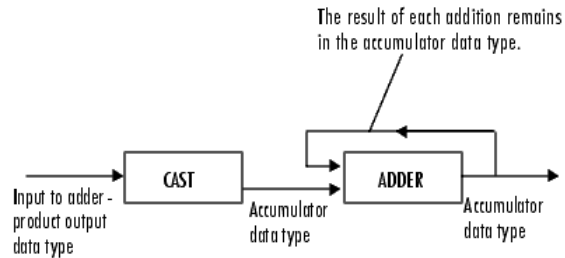 The result of each addition remains
in the accumulator data type.
CAST
ADDER
Input to adder -
product output
data type
Accumulator
data type
Accumulator
data type